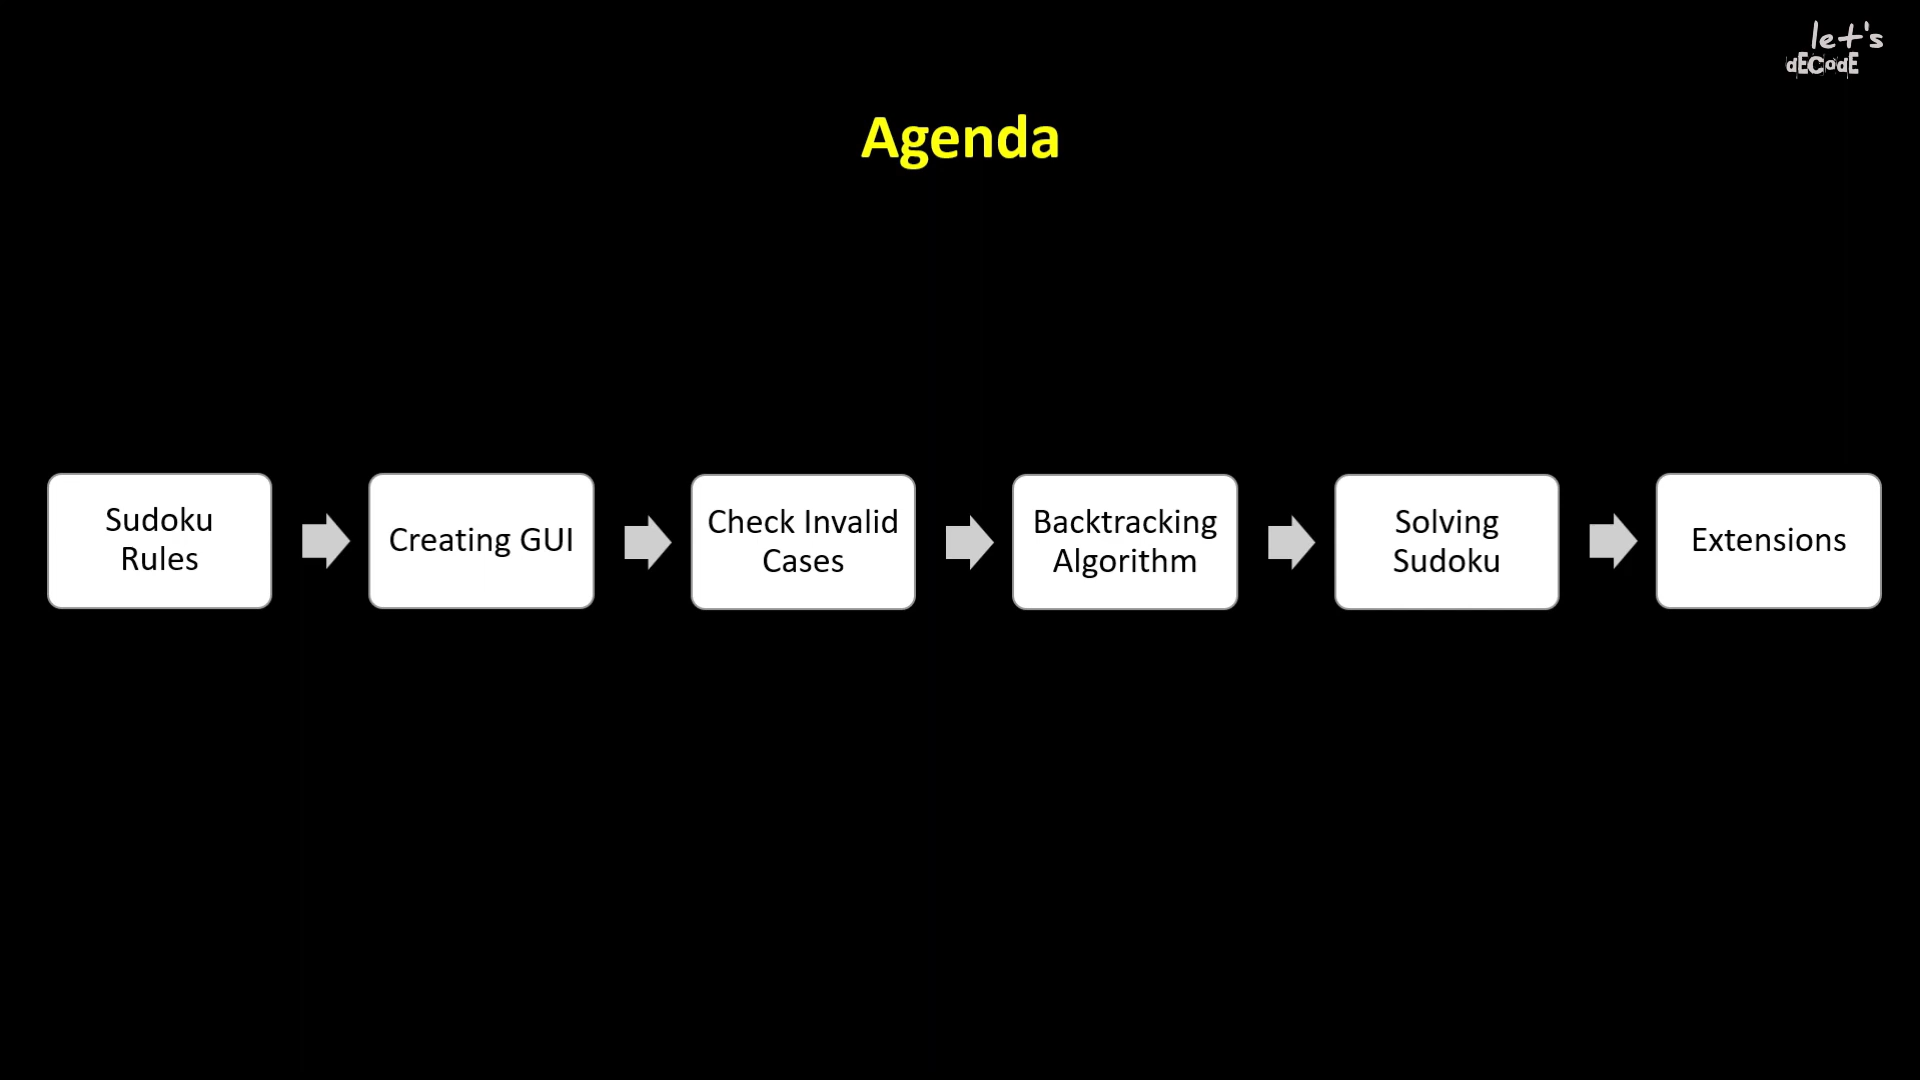 let's
dECodE
Agenda
Sudoku
Rules
Creating GUI
Check Invalid
Cases
Backtracking
Algorithm
Solving
Sudoku
Extensions